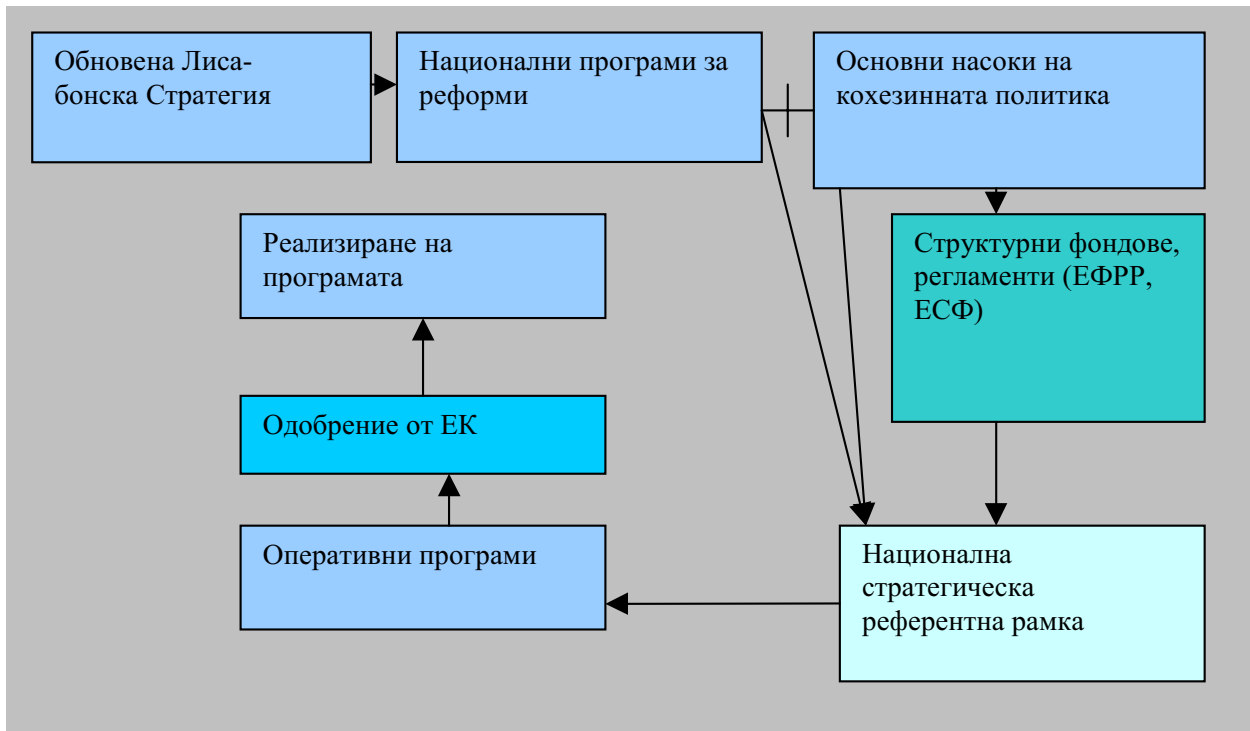 Обновена Лиса-
бонска Стратегия
Национални програми за
реформи
Основни насоки на
кохезинната политика
Структурни фондове,
регламенти (ЕФРР,
ЕСФ)
Реализиране на
програмата
Одобрение от ЕК
Оперативни програми
Национална
стратегическа
референтна рамка